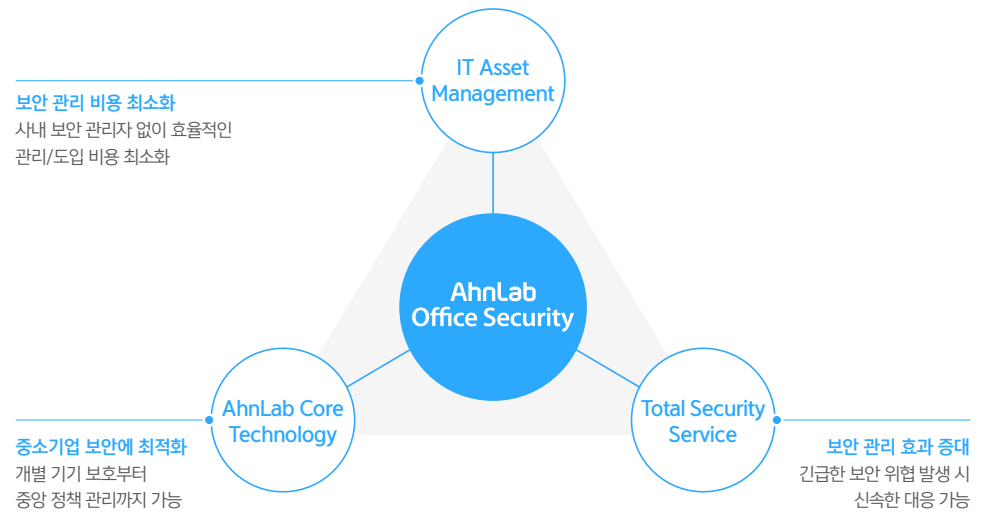 IT Asset
Management
보안 관리 비용 최소화
사내 보안 관리자 없이 효율적인
관리/도입 비용 최소화
AhnLab
Office Security
AhnLab Core
Technology
중소기업 보안에 최적화
개별 기기 보호부터
중앙 정책 관리까지 가능
Total Security
Service
보안 관리 효과 증대
긴급한 보안 위협 발생 시
신속한 대응 가능